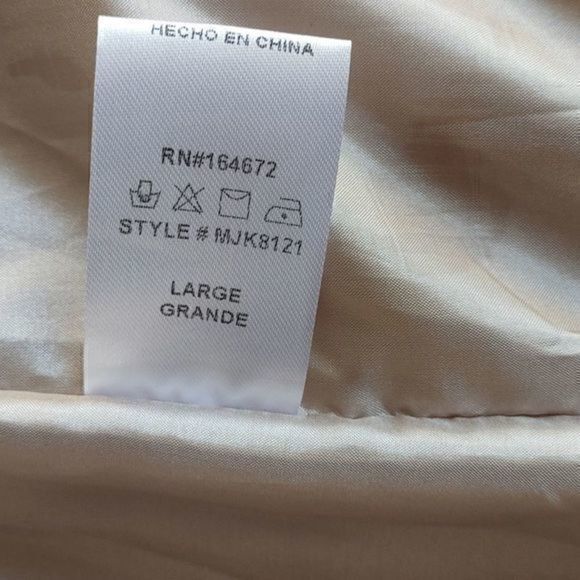 HECHO EN CHINA
RN#164672
STYLE # MJK8121
LARGE
GRANDE